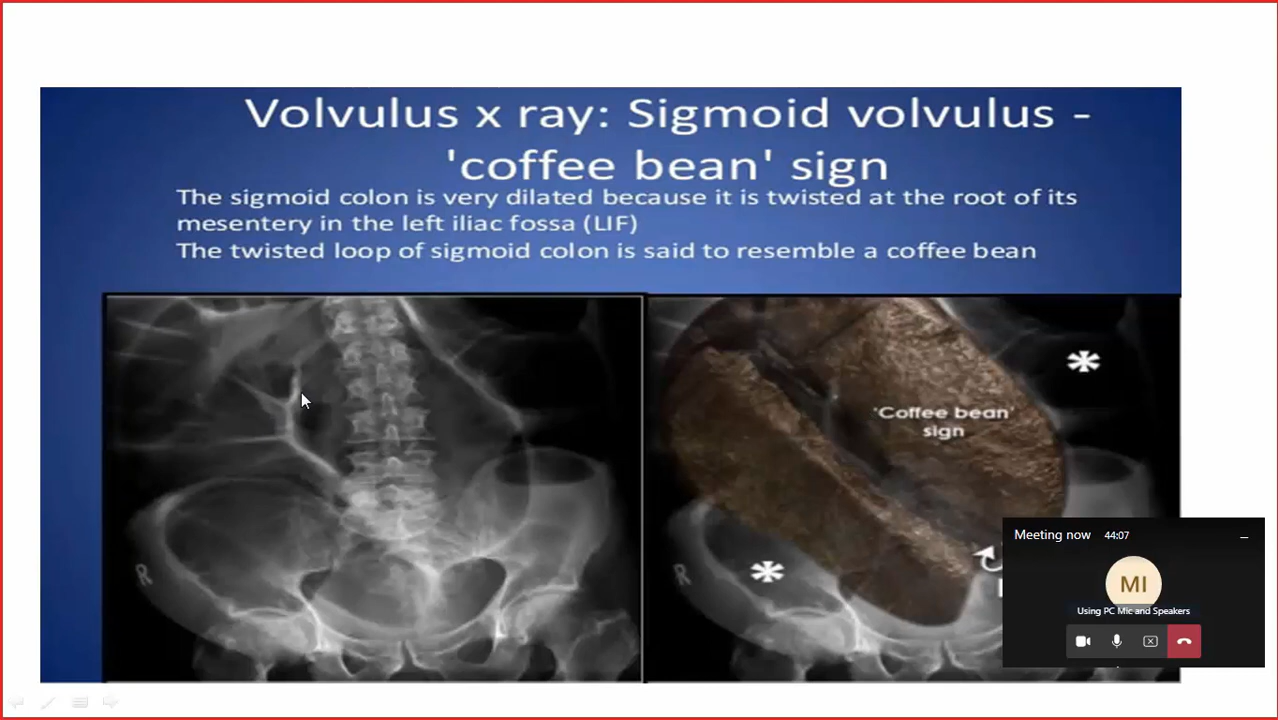 Volvulus x ray: Sigmoid volvulus -
'coffee bean' sign
The sigmoid colon is very dilated because it is twisted at the root of its
mesentery in the left iliac fossa (LIF)
The twisted loop of sigmoid colon is said to resemble a coffee bean
R
'Coffee bean'
sign
*
*
R
Meeting now 44:07
MI
Using PC Mic and Speakers